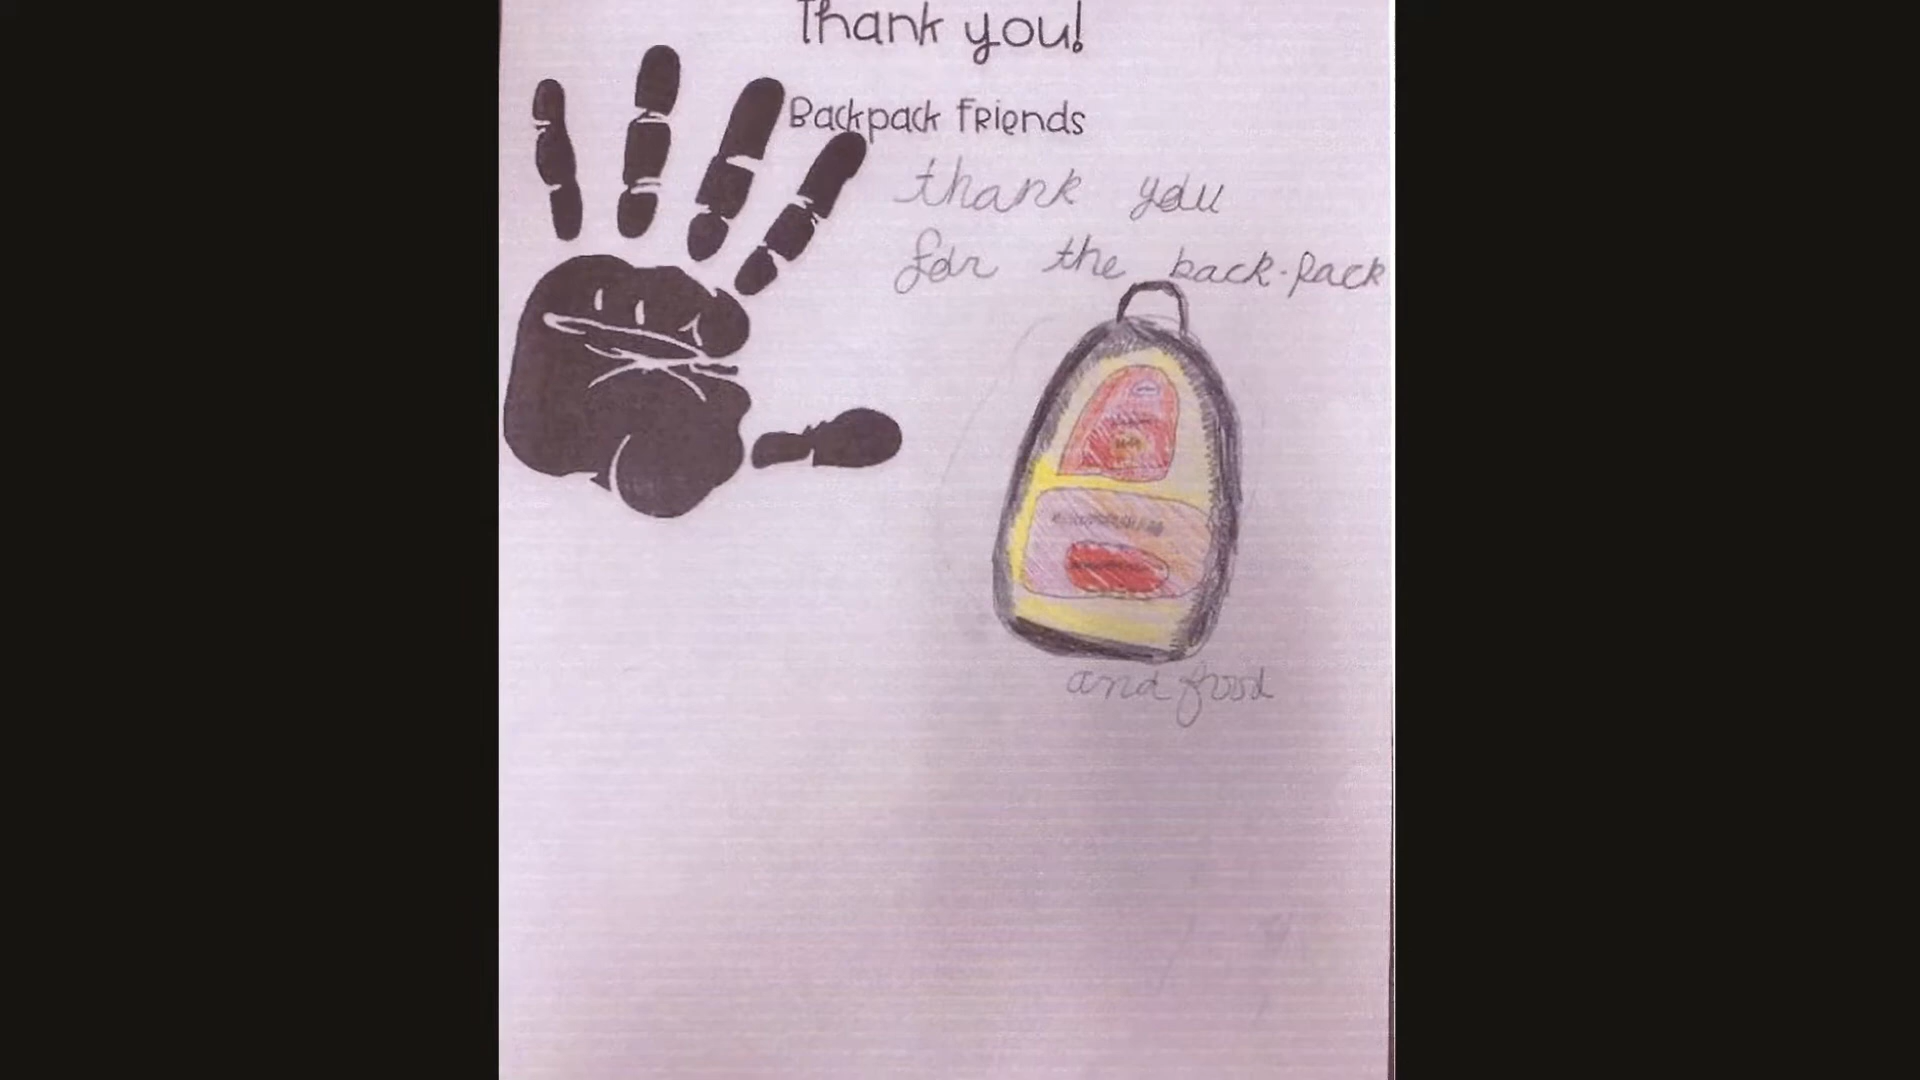 Thank you!
Backpack Friends
thank you
for the back-pack
and food